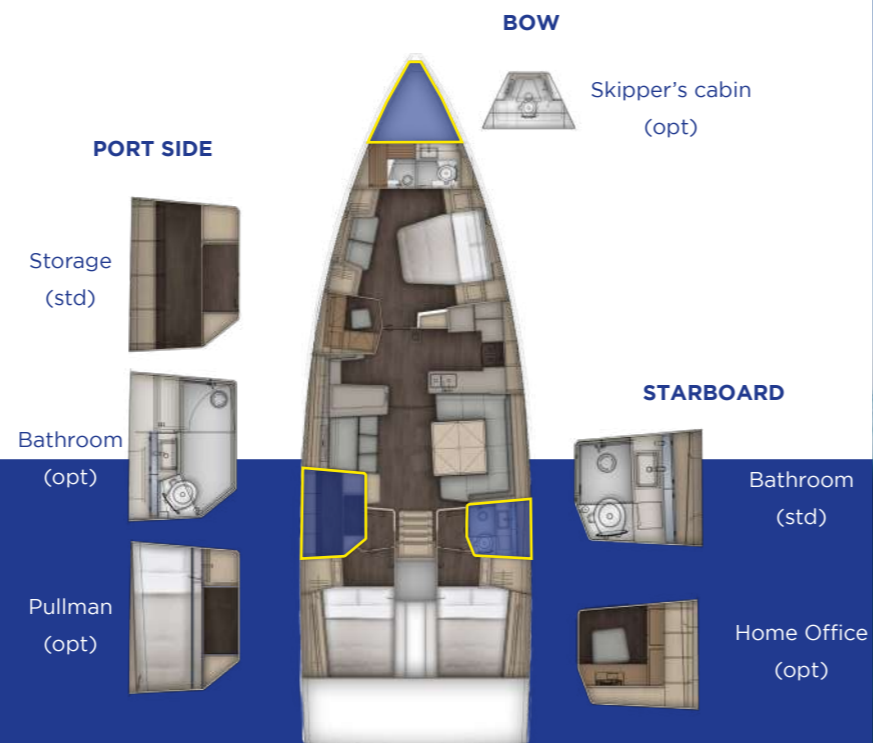 BOW
Skipper's cabin
(opt)
PORT SIDE
Storage
(std)
Bathroom
(opt)
Pullman
(opt)
STARBOARD
Bathroom
(std)
Home Office
(opt)